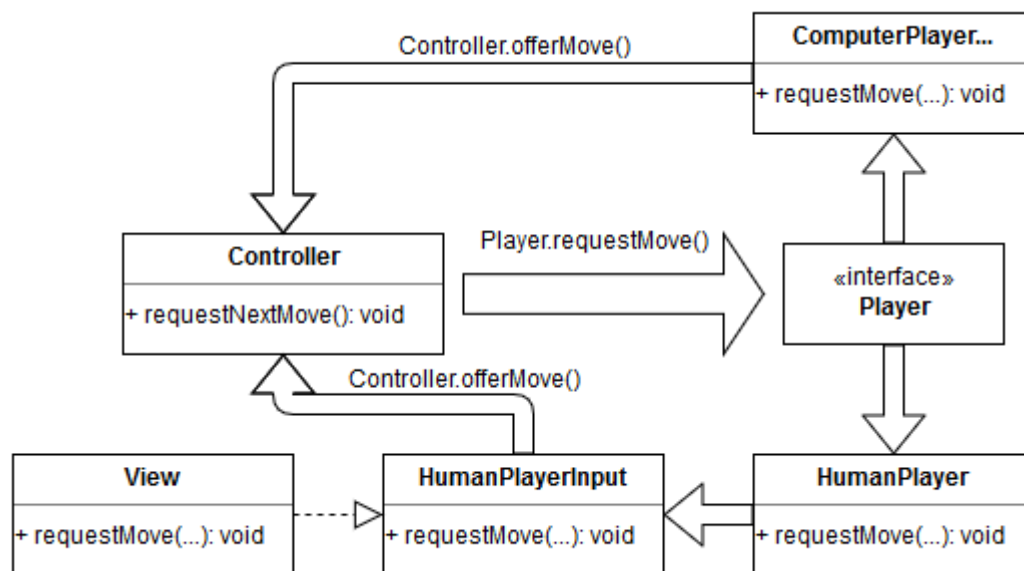 ComputerPlayer...
Controller.offerMove()
+ requestMove(...): void
Controller
+ requestNextMove(): void
Player.requestMove()
«interface»
Player
Controller.offerMove()
View
+ requestMove(...): void
HumanPlayerInput
+ requestMove(...): void
HumanPlayer
+ requestMove(...): void